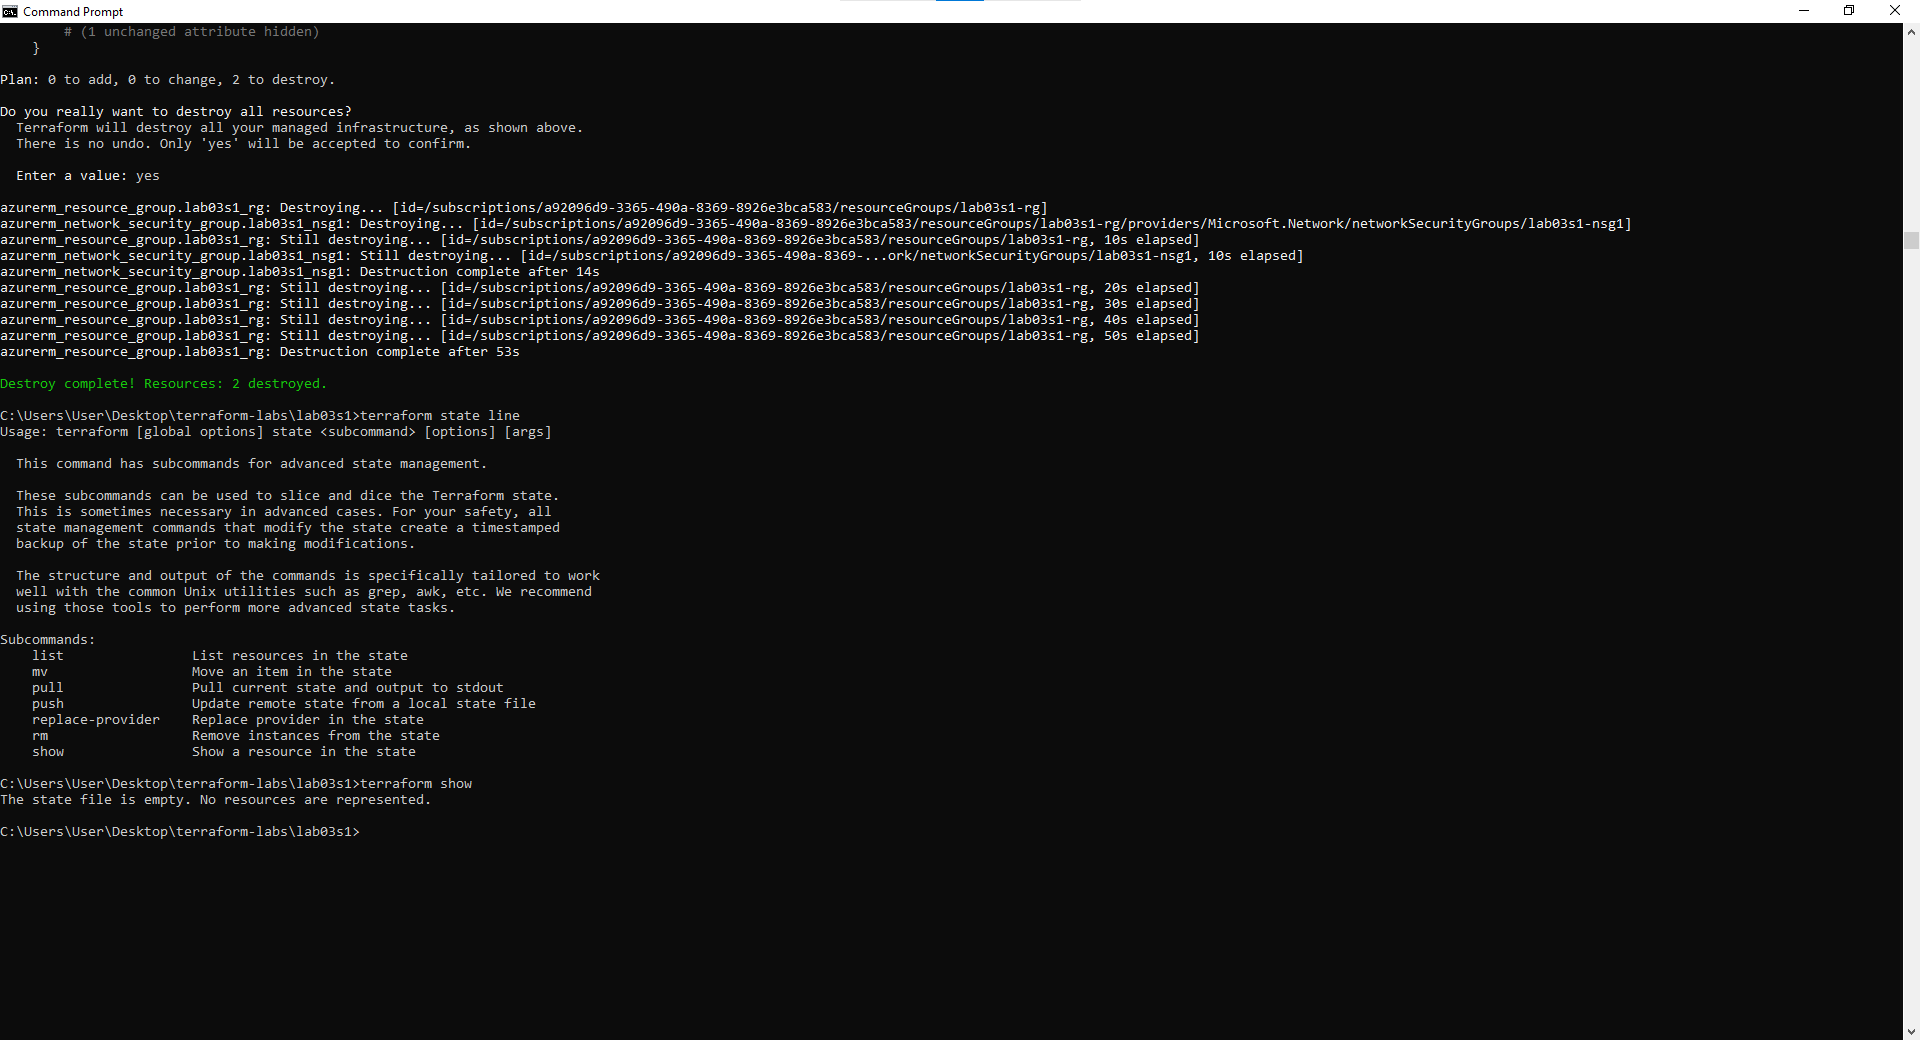 Command Prompt
# (1 unchanged attribute hidden)
}
Plan: 0 to add, 0 to change, 2 to destroy.
Do you really want to destroy all resources?
Terraform will destroy all your managed infrastructure, as shown above.
There is no undo. Only 'yes' will be accepted to confirm.
Enter a value: yes
azurerm_resource_group.lab03s1_rg: Destroying... [id=/subscriptions/a92096d9-3365-490a-8369-8926e3bca583/resourceGroups/lab03s1-rg]
azurerm_network_security_group.lab03s1_nsg1: Destroying... [id=/subscriptions/a92096d9-3365-490a-8369-8926e3bca583/resourceGroups/lab03s1-rg/providers/Microsoft.Network/networkSecurityGroups/lab03s1-nsg1]
azurerm_resource_group.lab03s1_rg: Still destroying... [id=/subscriptions/a92096d9-3365-490a-8369-8926e3bca583/resourceGroups/lab03s1-rg, 10s elapsed]
azurerm_network_security_group.lab03s1_nsg1: Still destroying... [id=/subscriptions/a92096d9-3365-490a-8369-...ork/networkSecurityGroups/lab03s1-nsg1, 10s elapsed]
azurerm_network_security_group.lab03s1_nsg1: Destruction complete after 14s
azurerm_resource_group.lab03s1_rg: Still destroying... [id=/subscriptions/a92096d9-3365-490a-8369-8926e3bca583/resourceGroups/lab03s1-rg, 20s elapsed]
azurerm_resource_group.lab03s1_rg: Still destroying... [id=/subscriptions/a92096d9-3365-490a-8369-8926e3bca583/resourceGroups/lab03s1-rg, 30s elapsed]
azurerm_resource_group.lab03s1_rg: Still destroying... [id=/subscriptions/a92096d9-3365-490a-8369-8926e3bca583/resourceGroups/lab03s1-rg, 40s elapsed]
azurerm_resource_group.lab03s1_rg: Still destroying... [id=/subscriptions/a92096d9-3365-490a-8369-8926e3bca583/resourceGroups/lab03s1-rg, 50s elapsed]
azurerm_resource_group.lab03s1_rg: Destruction complete after 53s
Destroy complete! Resources: 2 destroyed.
C:\Users\User\Desktop\terraform-labs\lab03s1>terraform state line
Usage: terraform [global options] state <subcommand> [options] [args]
This command has subcommands for advanced state management.
These subcommands can be used to slice and dice the Terraform state.
This is sometimes necessary in advanced cases. For your safety, all
state management commands that modify the state create a timestamped
backup of the state prior to making modifications.
The structure and output of the commands is specifically tailored to work
well with the common Unix utilities such as grep, awk, etc. We recommend
using those tools to perform more advanced state tasks.
Subcommands:
list List resources in the state
mv Move an item in the state
pull Pull current state and output to stdout
push Update remote state from a local state file
replace-provider Replace provider in the state
rm Remove instances from the state
show Show a resource in the state
C:\Users\User\Desktop\terraform-labs\lab03s1>terraform show
The state file is empty. No resources are represented.
C:\Users\User\Desktop\terraform-labs\lab03s1>